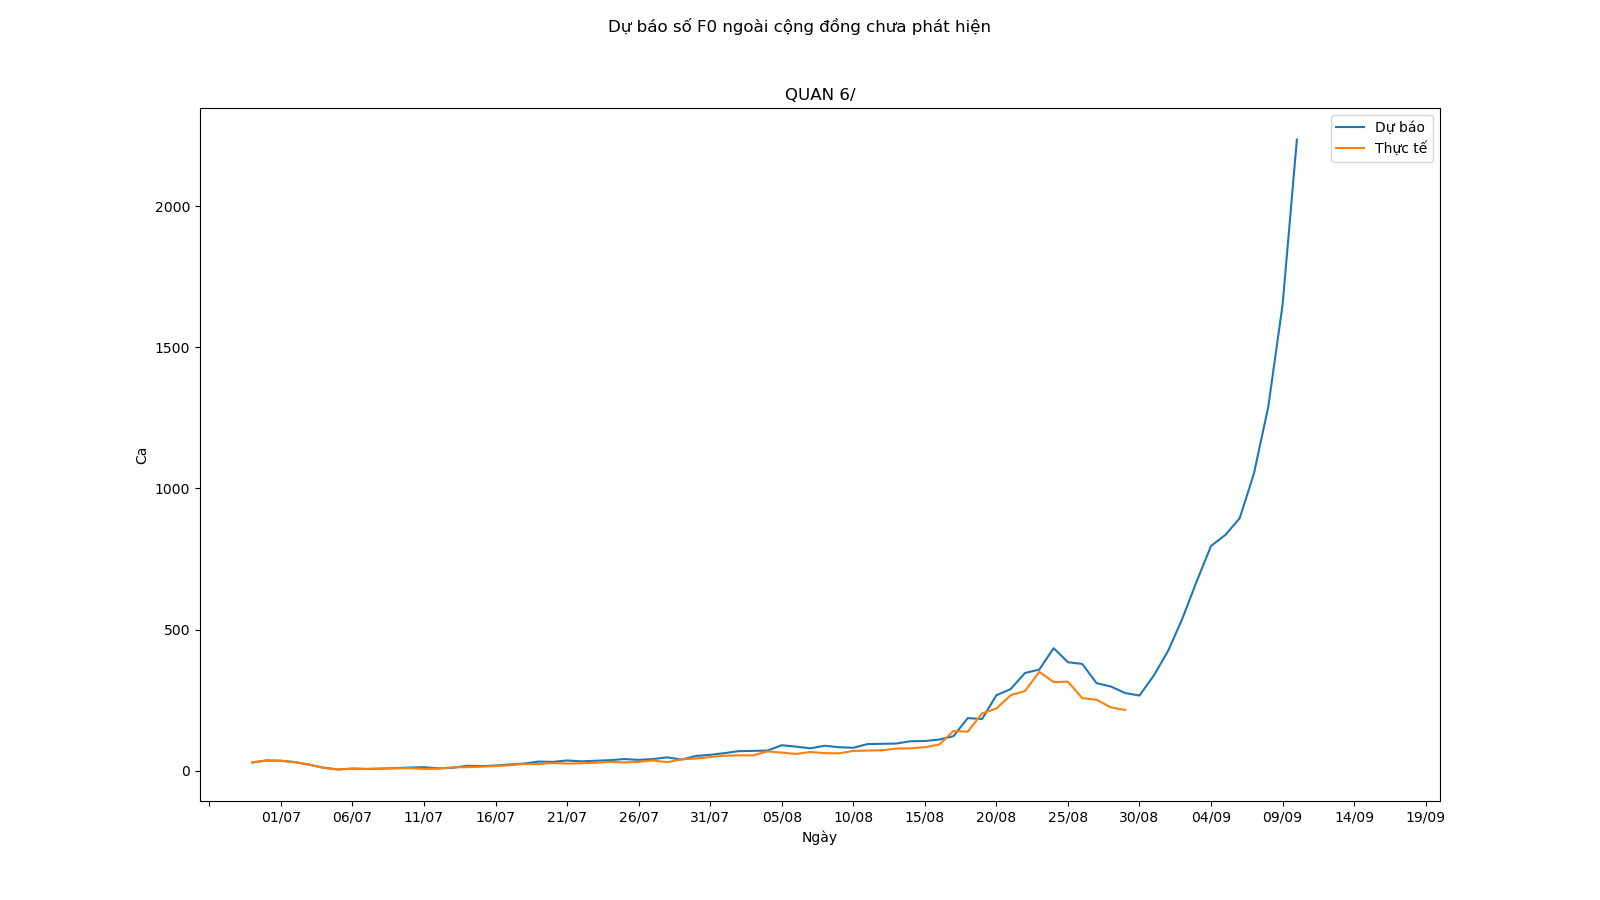 Dự báo số F0 ngoài cộng đồng chưa phát hiện
QUAN 6/
Dự báo
Thực tế
2000
1500
1000
500
0
Ca
01/07 06/07 11/07 16/07 21/07 26/07 31/07 05/08 10/08 15/08 20/08 25/08 30/08 04/09 09/09 14/09 19/09
Ngày